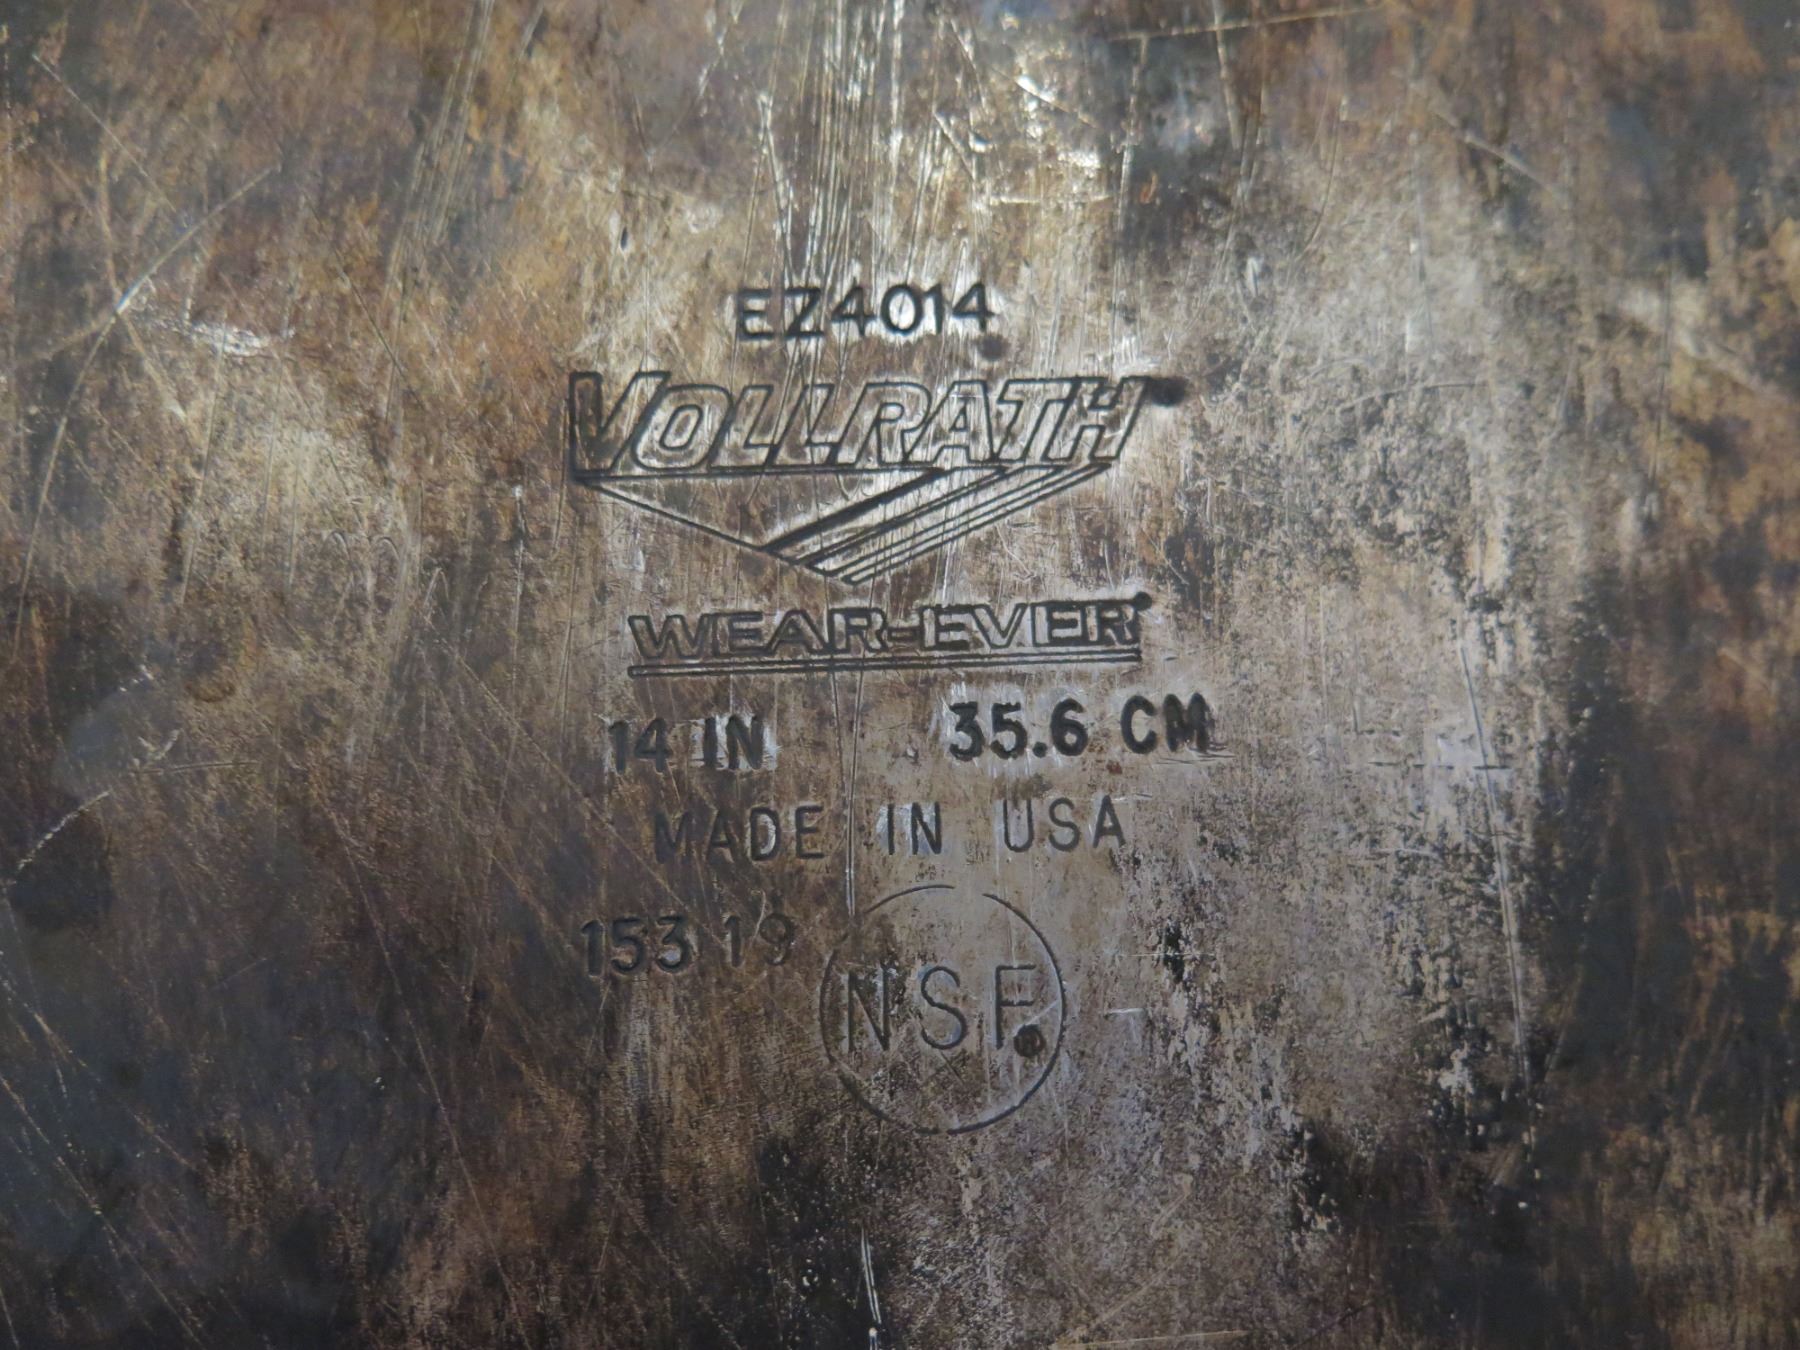 EZ4014
VOLLRATH®
WEAR-EVER®
14 IN 35.6 CM
MADE IN USA
153 19
NSF®